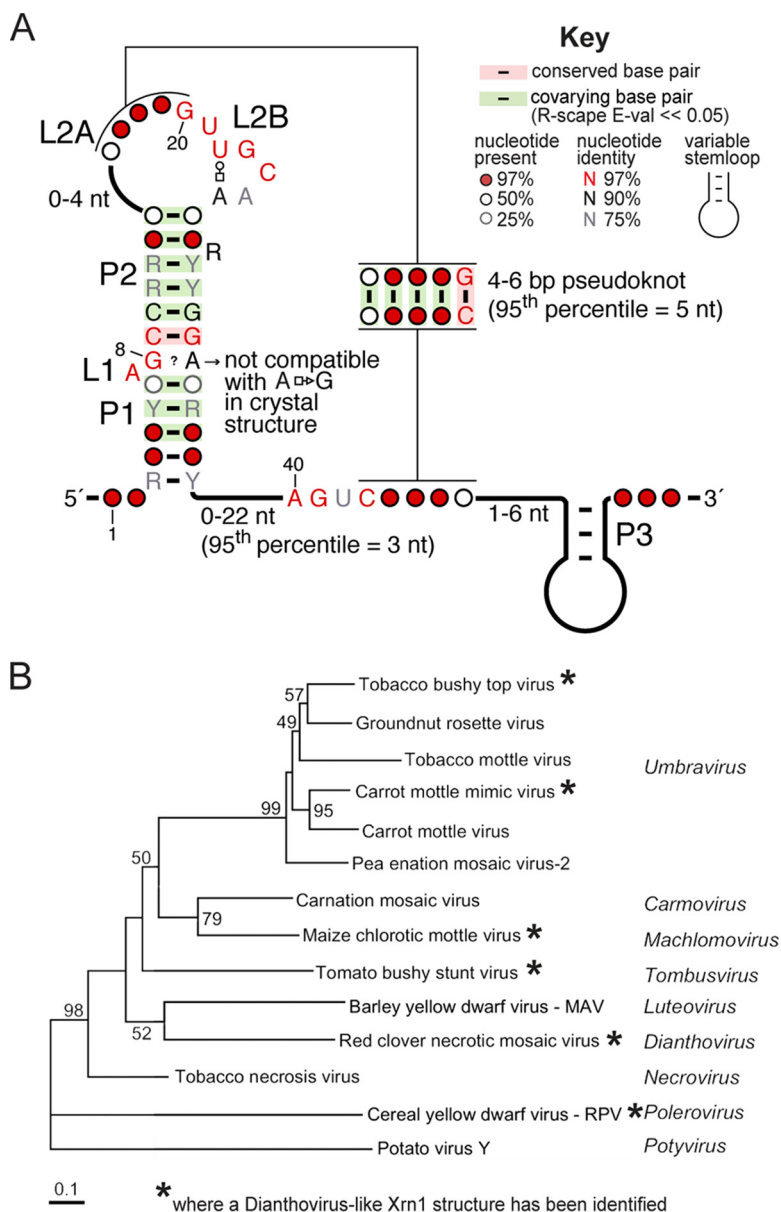 A
Key
conserved base pair
covarying base pair
(R-scape E-val << 0.05)
nucleotide present
nucleotide identity
variable stemloop
97% N 97%
50% N 90%
25% N 75%
L2A
G
20
U
U
L2B
G
C
A A
0-4 nt
R
P2
R Y
R Y
C G
C G
8
L1
A
G ? A → not compatible
with A G
in crystal
structure
P1
Y R
R Y
G
C
4-6 bp pseudoknot
(95th percentile = 5 nt)
5´
1
0-22 nt
(95th percentile = 3 nt)
40
A G U C
1-6 nt
P3
3´
B
Tobacco bushy top virus *
57
Groundnut rosette virus
49
Tobacco mottle virus
Umbravirus
Carrot mottle mimic virus *
99
95
Carrot mottle virus
Pea enation mosaic virus-2
50
Carnation mosaic virus Carmovirus
79
Maize chlorotic mottle virus * Machlomovirus
Tomato bushy stunt virus * Tombusvirus
Barley yellow dwarf virus - MAV Luteovirus
98
52
Red clover necrotic mosaic virus * Dianthovirus
Tobacco necrosis virus Necrovirus
Cereal yellow dwarf virus - RPV * Polerovirus
Potato virus Y Potyvirus
0.1
*where a Dianthovirus-like Xrn1 structure has been identified